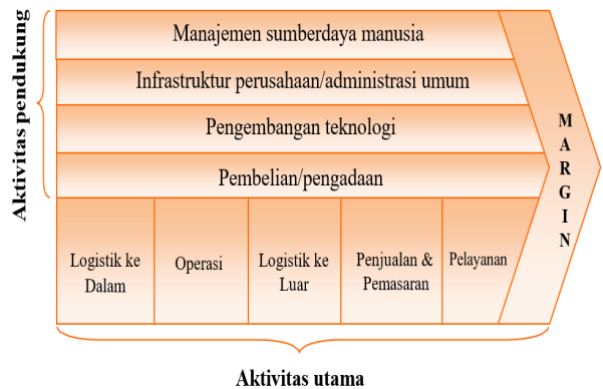 Aktivitas pendukung
Manajemen sumberdaya manusia
Infrastruktur perusahaan/administrasi umum
Pengembangan teknologi
Pembelian/pengadaan
Logistik ke
Dalam
Operasi
Logistik ke
Luar
Penjualan &
Pemasaran
Pelayanan
MARGIN
Aktivitas utama